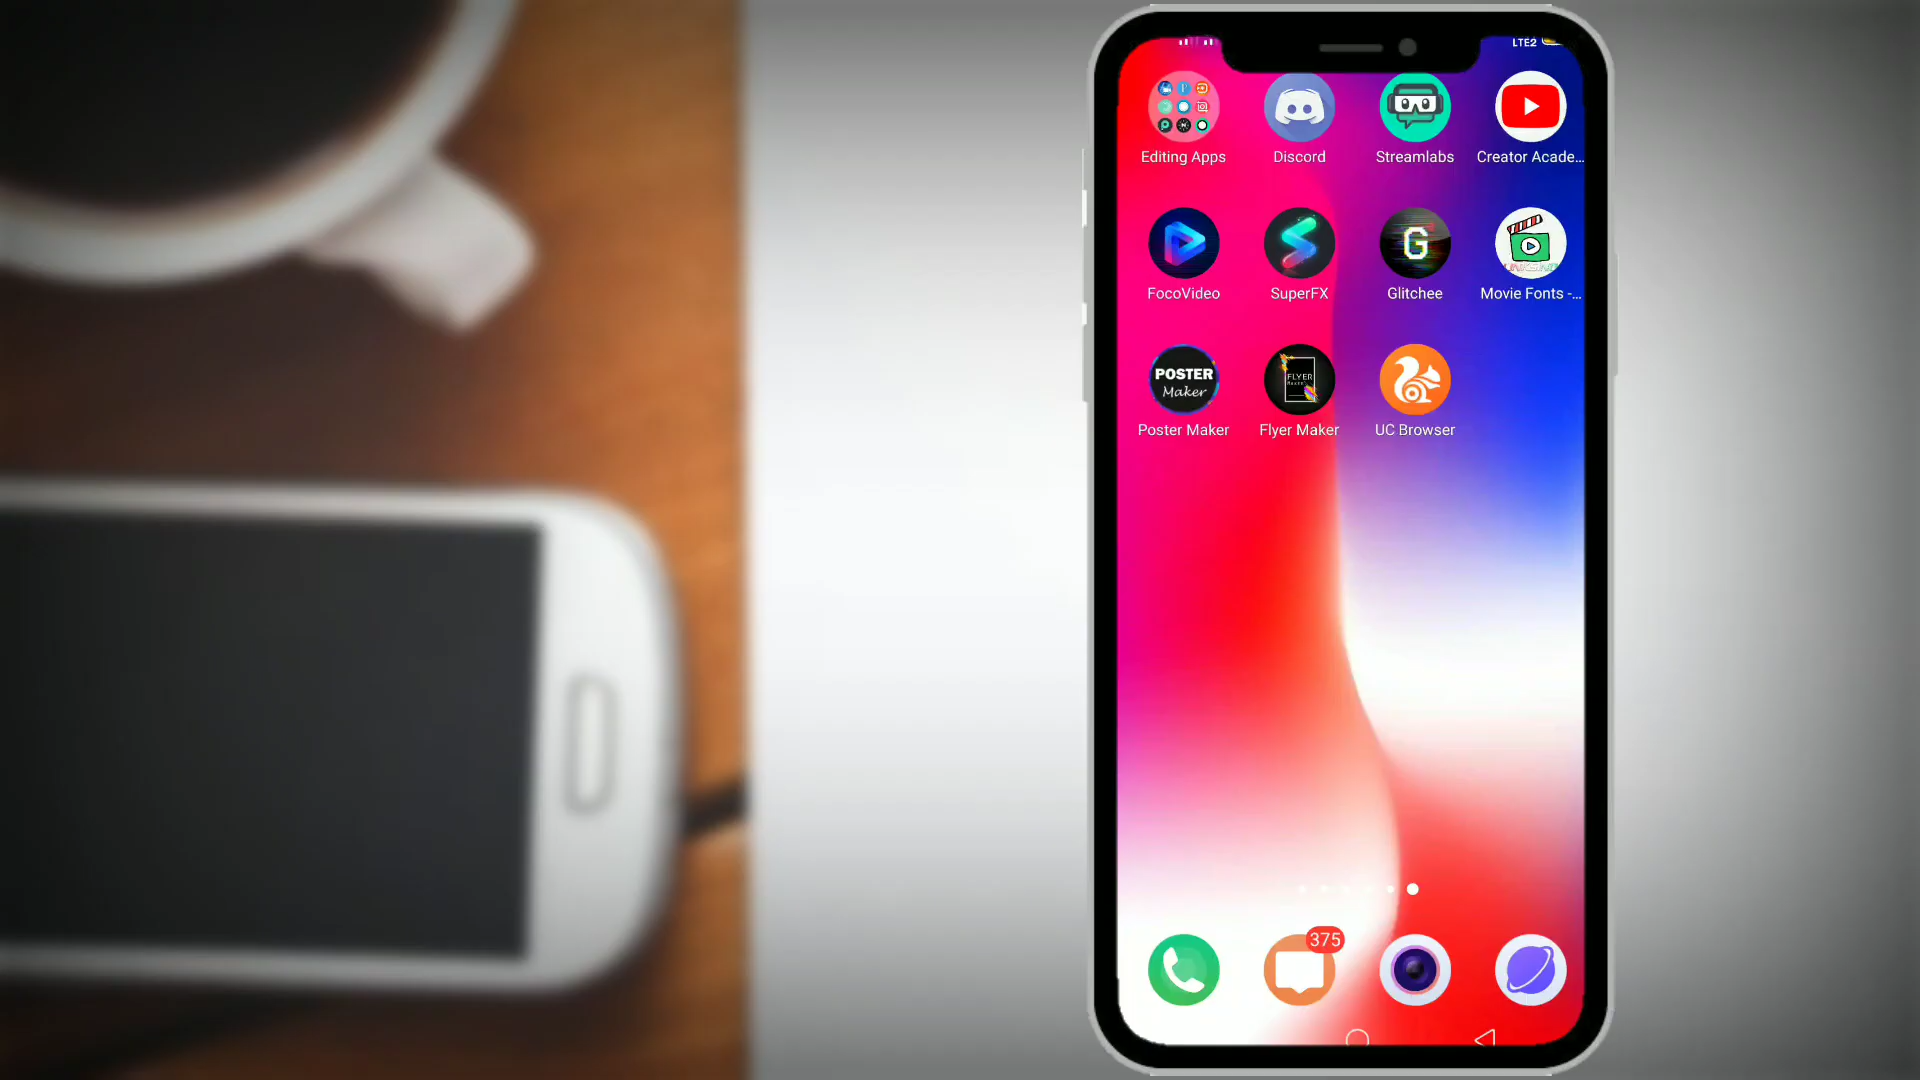 LTE2
Editing Apps
Discord
Streamlabs
Creator Acade...
FocoVideo
SuperFX
G
Glitchee
Movie Fonts -...
POSTER
Maker
Poster Maker
FLYER
Flyer Maker
UC Browser
375